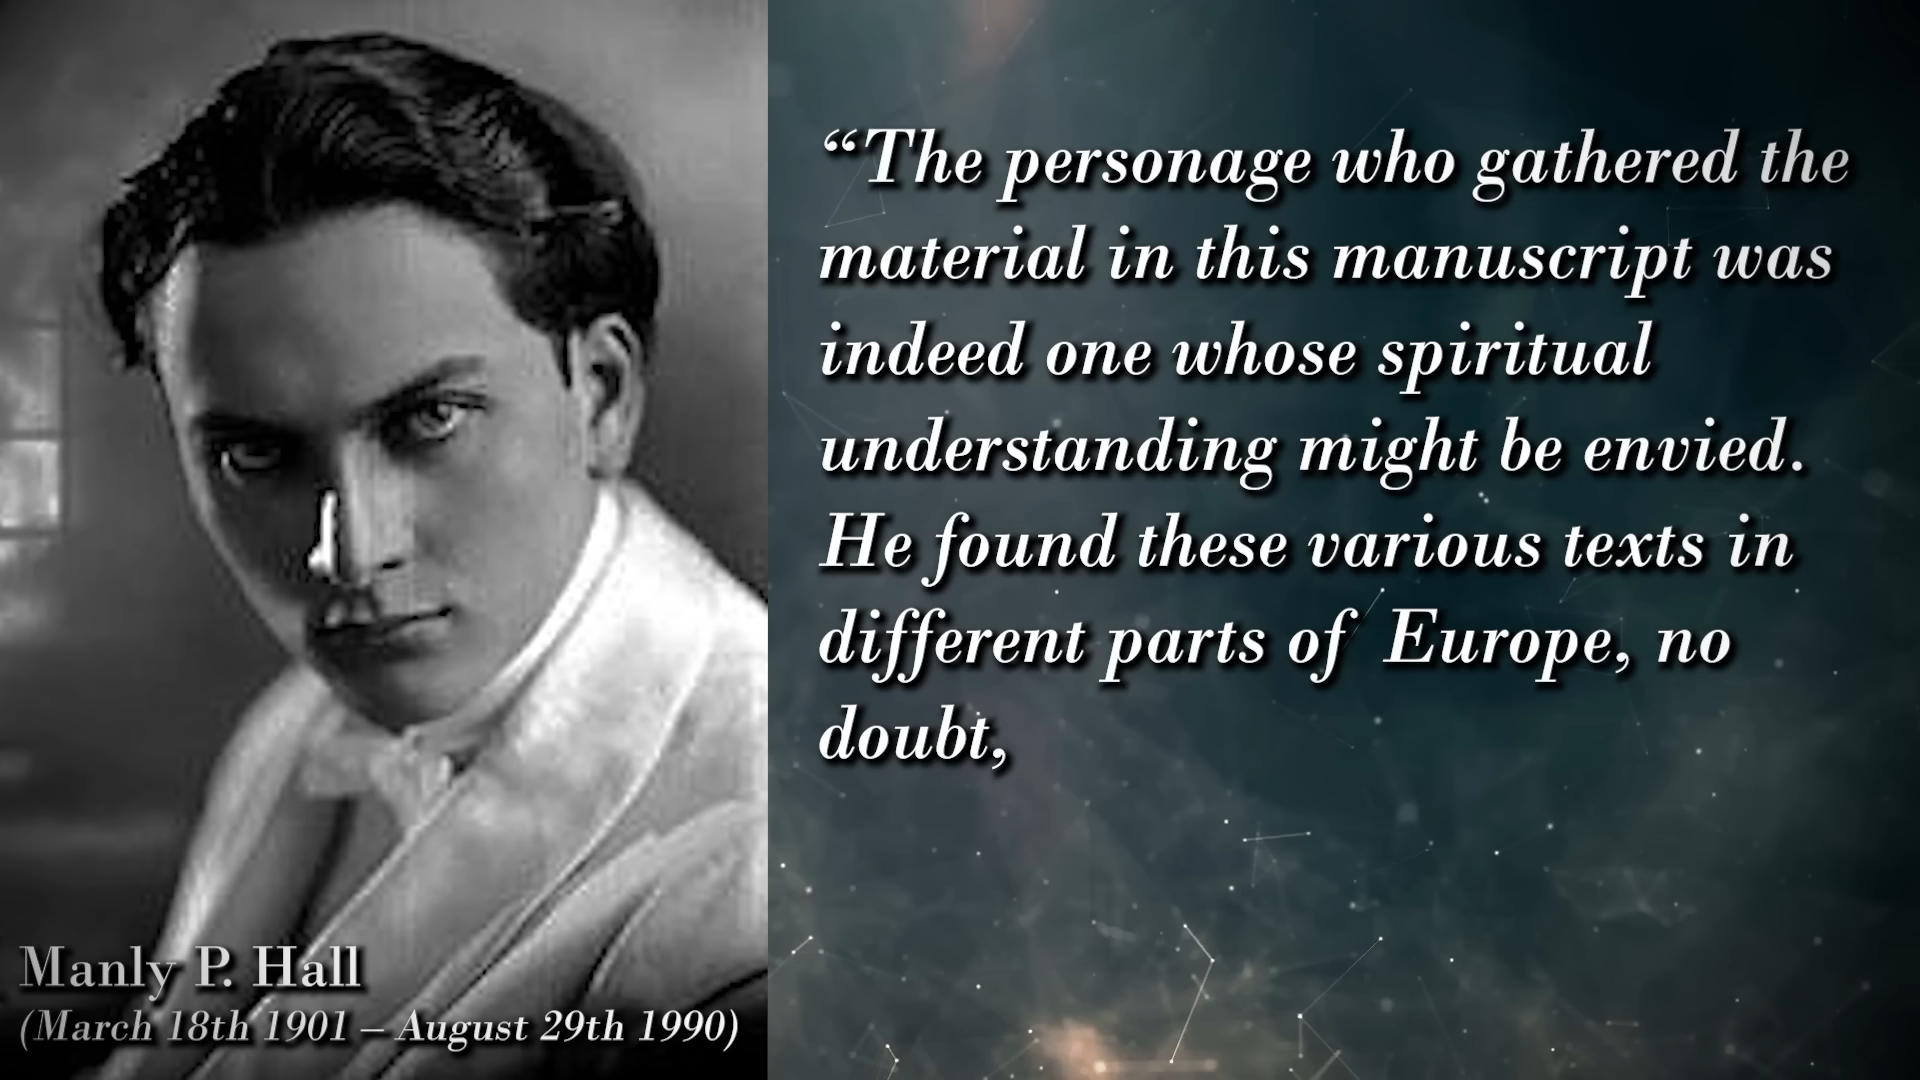 “The personage who gathered the
material in this manuscript was
indeed one whose spiritual
understanding might be envied.
He found these various texts in
different parts of Europe, no
doubt,
Manly P. Hall
(March 18th 1901 – August 29th 1990)